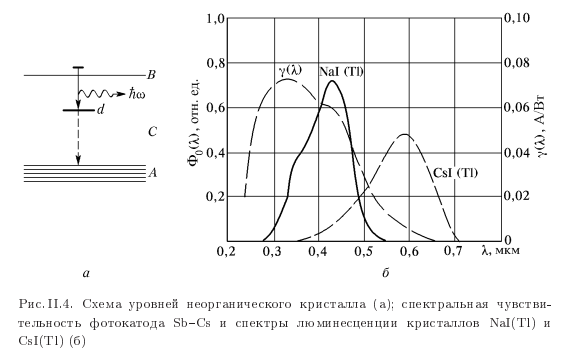 1,0
0,8
0,6
0,4
0,2
Φ₀(λ), отн. ед.
0,10
0,08
0,06
0,04
0,02
0
γ(λ), А/Вт
γ(λ)
NaI (Tl)
CsI (Tl)
0,2 0,3 0,4 0,5 0,6 0,7 λ, мкм
B
ħω
d
C
A
а
б
Рис. II.4. Схема уровней неорганического кристалла (а); спектральная чувстви-
тельность фотокатода Sb–Cs и спектры люминесценции кристаллов NaI(Tl) и
CsI(Tl) (б)